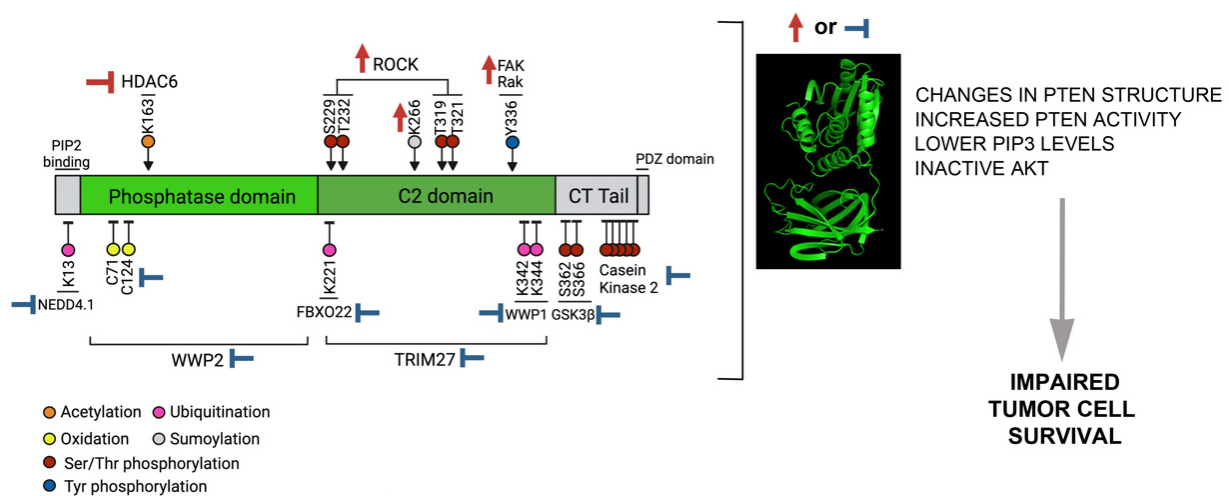 HDAC6
ROCK
FAK
Rak
K163
S229
T232
K266
T319
T321
Y336
PIP2
binding
PDZ domain
Phosphatase domain
C2 domain
CT Tail
K13
C71
C124
K221
K342
K344
S362
S366
Casein
Kinase 2
NEDD4.1
FBXO22
WWP1
GSK3β
WWP2
TRIM27
Acetylation
Ubiquitination
Oxidation
Sumoylation
Ser/Thr phosphorylation
Tyr phosphorylation
or
CHANGES IN PTEN STRUCTURE
INCREASED PTEN ACTIVITY
LOWER PIP3 LEVELS
INACTIVE AKT
IMPAIRED
TUMOR CELL
SURVIVAL